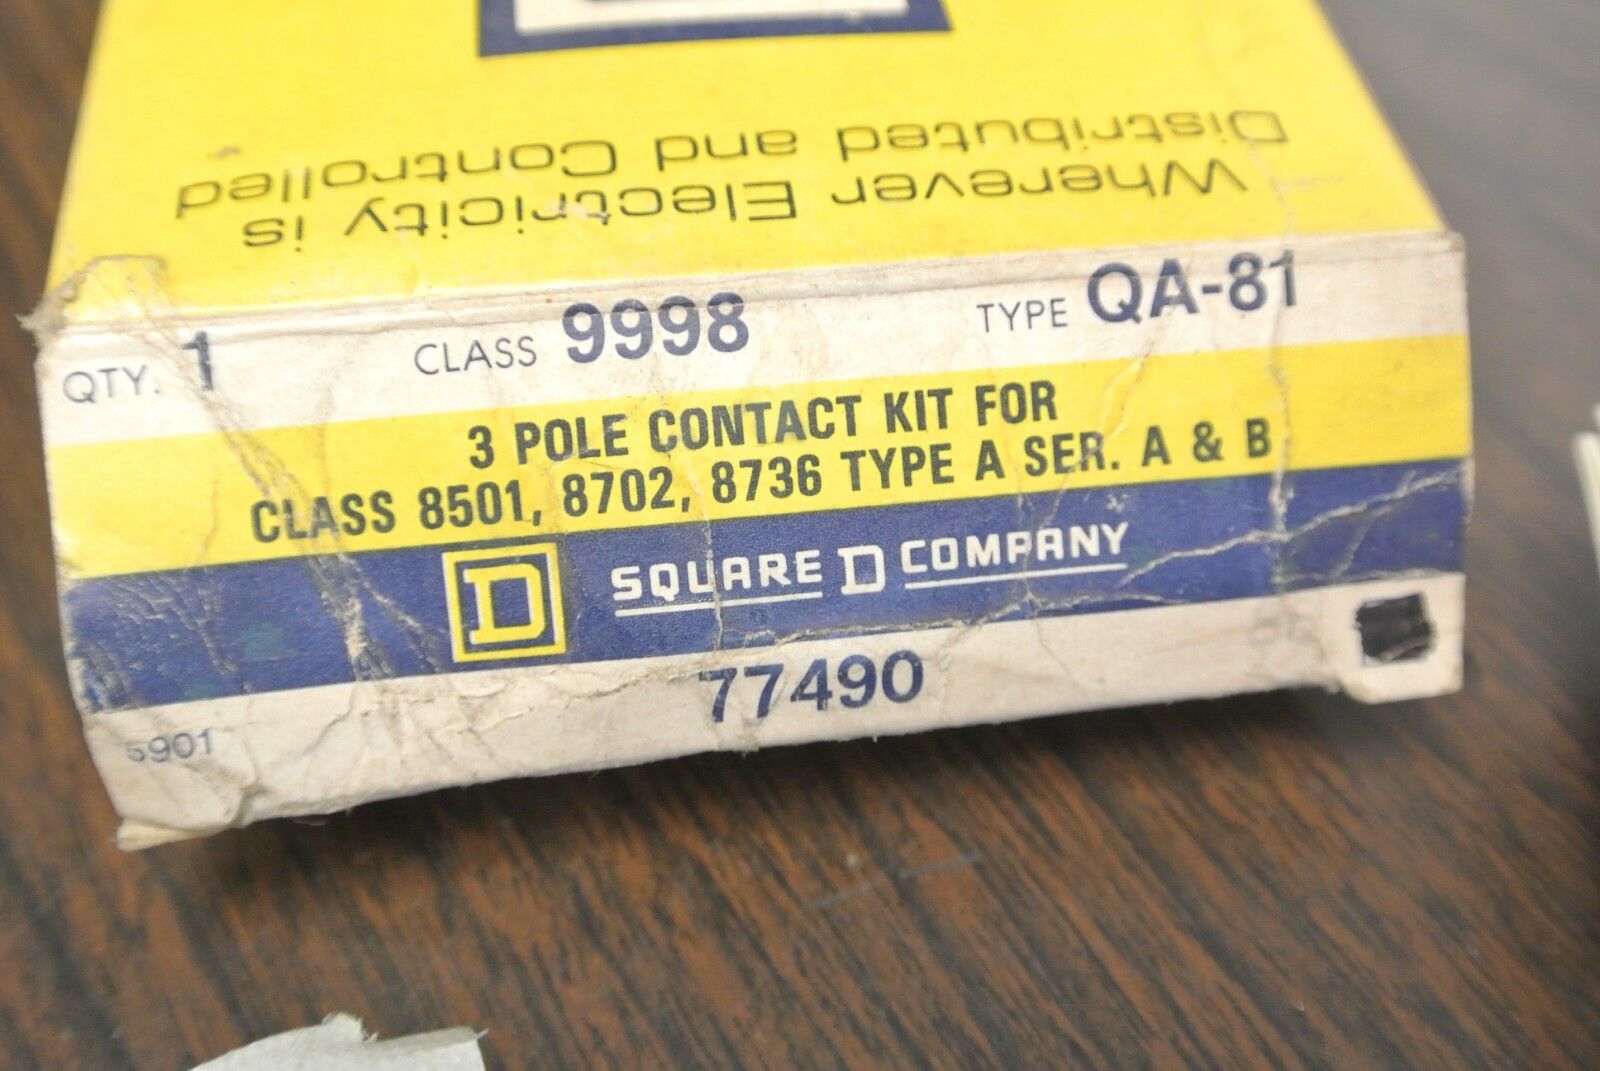 Wherever Electricity is
Distributed and Controlled
QTY. 1 CLASS 9998 TYPE QA-81
3 POLE CONTACT KIT FOR
CLASS 8501, 8702, 8736 TYPE A SER. A & B
D SQUARE D COMPANY
77490
5901